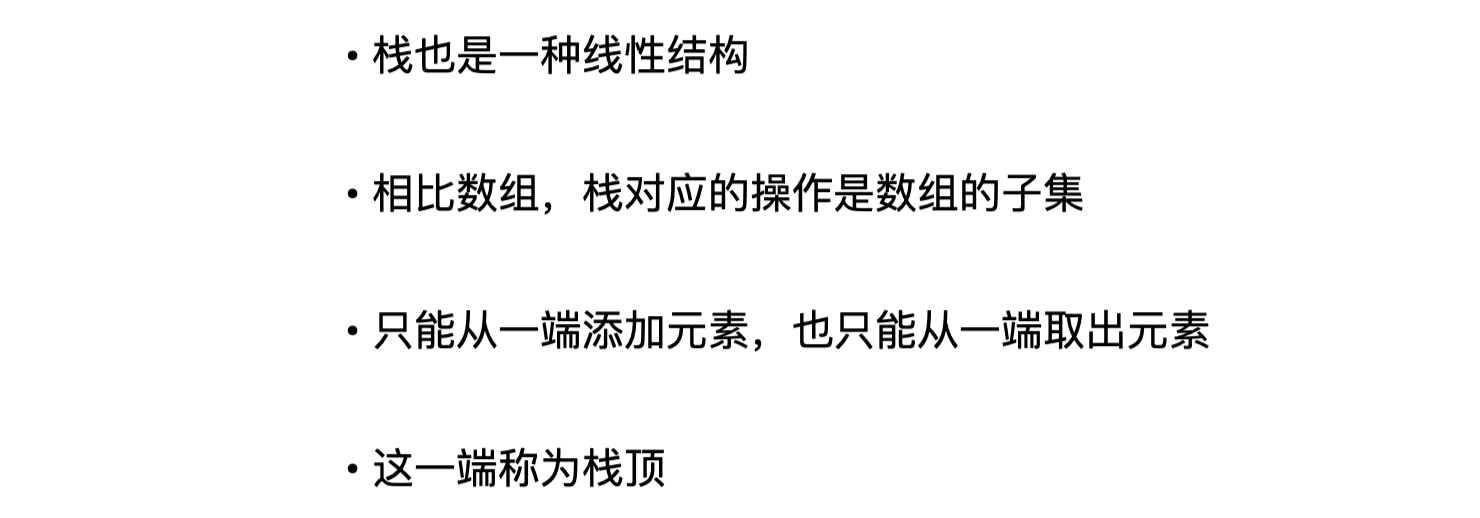 • 栈也是一种线性结构
• 相比数组，栈对应的操作是数组的子集
• 只能从一端添加元素，也只能从一端取出元素
• 这一端称为栈顶